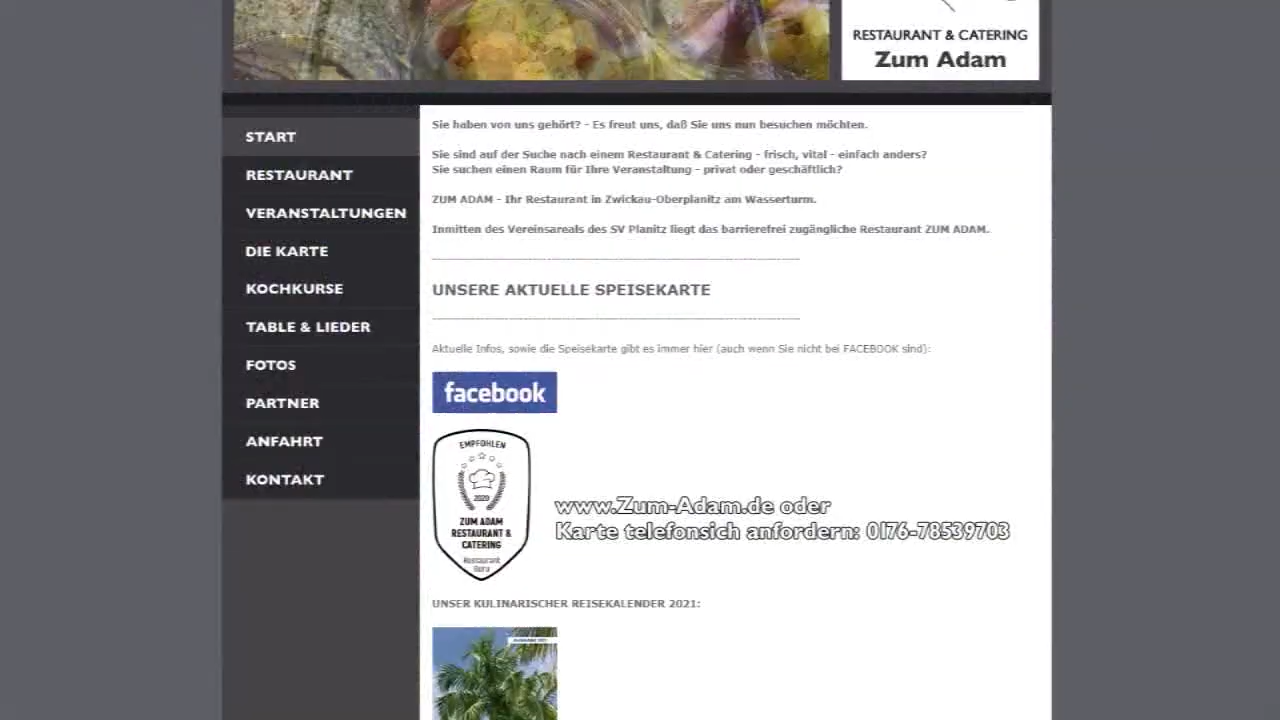 RESTAURANT & CATERING
Zum Adam
START
RESTAURANT
VERANSTALTUNGEN
DIE KARTE
KOCHKURSE
TABLE & LIEDER
FOTOS
PARTNER
ANFAHRT
KONTAKT
Sie haben von uns gehört? - Es freut uns, daß Sie uns nun besuchen möchten.
Sie sind auf der Suche nach einem Restaurant & Catering - frisch, vital - einfach anders?
Sie suchen einen Raum für Ihre Veranstaltung - privat oder geschäftlich?
ZUM ADAM - Ihr Restaurant in Zwickau-Oberplanitz am Wasserturm.
Inmitten des Vereinsareals des SV Planitz liegt das barrierefrei zugängliche Restaurant ZUM ADAM.
UNSERE AKTUELLE SPEISEKARTE
Aktuelle Infos, sowie die Speisekarte gibt es immer hier (auch wenn Sie nicht bei FACEBOOK sind):
facebook
EMPFOHLEN
2020
ZUM ADAM
RESTAURANT &
CATERING
Restaurant
Guru
www.Zum-Adam.de oder
Karte telefonsich anfordern: 0176-78539703
UNSER KULINARISCHER REISEKALENDER 2021: